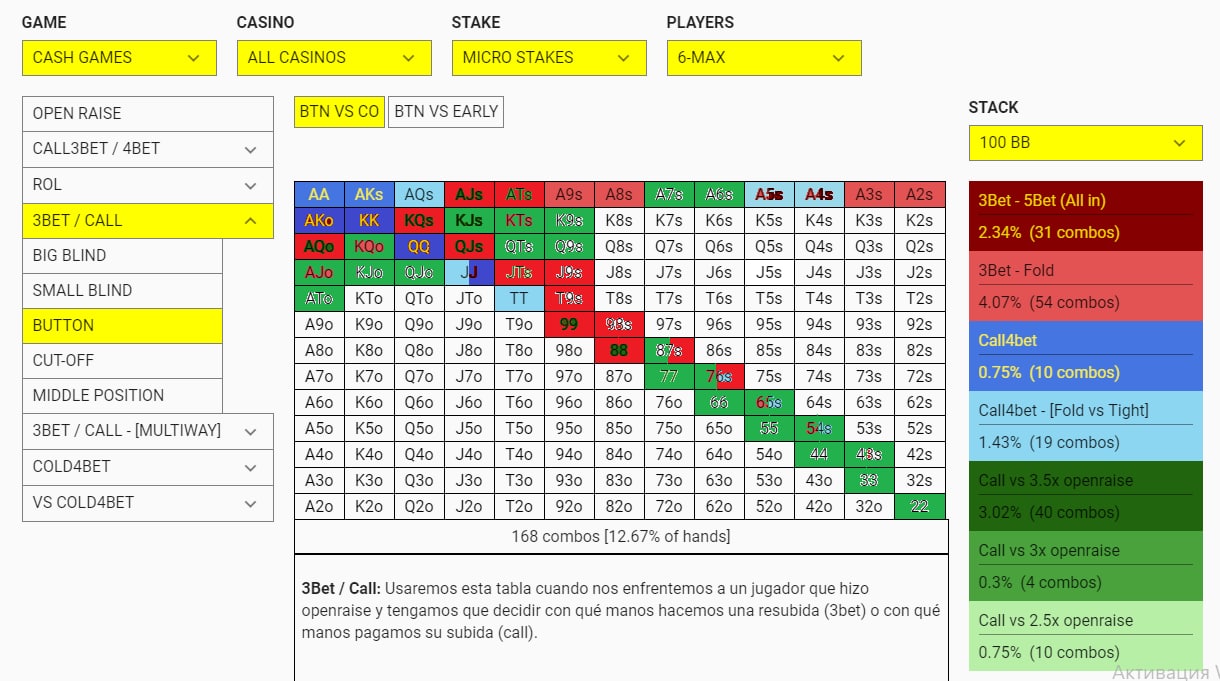 GAME CASINO STAKE PLAYERS
CASH GAMES ALL CASINOS MICRO STAKES 6-MAX
OPEN RAISE
CALL3BET / 4BET
ROL
3BET / CALL
BIG BLIND
SMALL BLIND
BUTTON
CUT-OFF
MIDDLE POSITION
3BET / CALL - [MULTIWAY]
COLD4BET
VS COLD4BET
BTN VS CO BTN VS EARLY
AA AKs AQs AJs ATs A9s A8s A7s A6s A5s A4s A3s A2s
AKo KK KQs KJs KTs K9s K8s K7s K6s K5s K4s K3s K2s
AQo KQo QQ QJs QTs Q9s Q8s Q7s Q6s Q5s Q4s Q3s Q2s
AJo KJo QJo JJ JTs J9s J8s J7s J6s J5s J4s J3s J2s
ATo KTo QTo JTo TT T9s T8s T7s T6s T5s T4s T3s T2s
A9o K9o Q9o J9o T9o 99 98s 97s 96s 95s 94s 93s 92s
A8o K8o Q8o J8o T8o 98o 88 87s 86s 85s 84s 83s 82s
A7o K7o Q7o J7o T7o 97o 87o 77 76s 75s 74s 73s 72s
A6o K6o Q6o J6o T6o 96o 86o 76o 66 65s 64s 63s 62s
A5o K5o Q5o J5o T5o 95o 85o 75o 65o 55 54s 53s 52s
A4o K4o Q4o J4o T4o 94o 84o 74o 64o 54o 44 43s 42s
A3o K3o Q3o J3o T3o 93o 83o 73o 63o 53o 43o 33 32s
A2o K2o Q2o J2o T2o 92o 82o 72o 62o 52o 42o 32o 22
168 combos [12.67% of hands]
3Bet / Call: Usaremos esta tabla cuando nos enfrentemos a un jugador que hizo
openraise y tengamos que decidir con qué manos hacemos una resubida (3bet) o con qué
manos pagamos su subida (call).
STACK
100 BB
3Bet - 5Bet (All in)
2.34% (31 combos)
3Bet - Fold
4.07% (54 combos)
Call4bet
0.75% (10 combos)
Call4bet - [Fold vs Tight]
1.43% (19 combos)
Call vs 3.5x openraise
3.02% (40 combos)
Call vs 3x openraise
0.3% (4 combos)
Call vs 2.5x openraise
0.75% (10 combos)
Активация